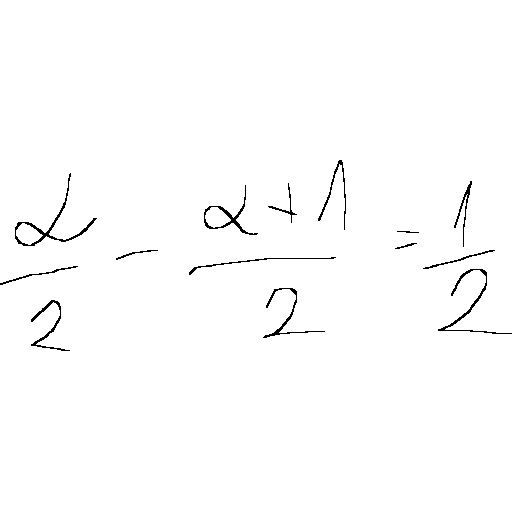 α/2 - (α+1)/2 = 1/2